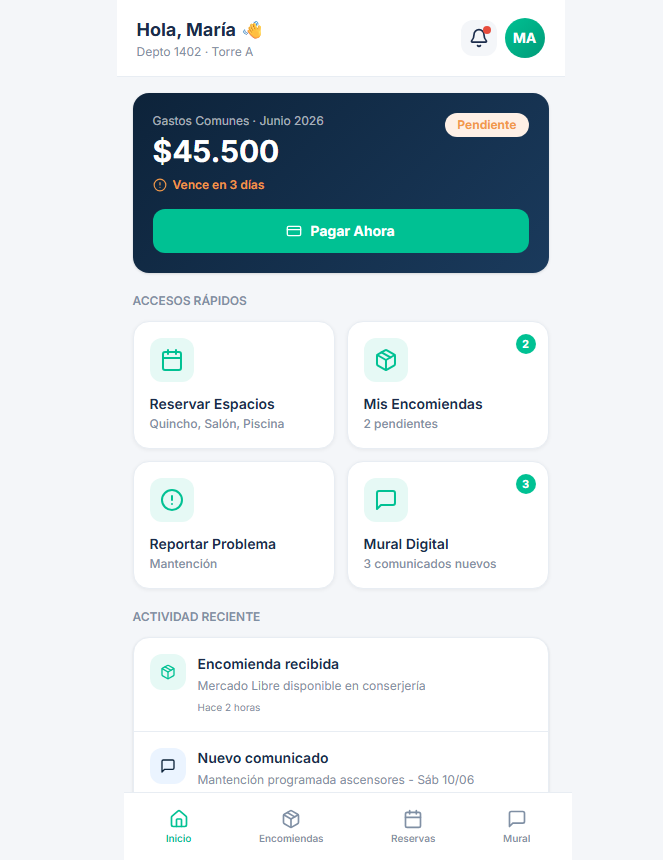 Hola, María 👋
Depto 1402 · Torre A
MA
Gastos Comunes · Junio 2026
Pendiente
$45.500
Vence en 3 días
Pagar Ahora
ACCESOS RÁPIDOS
Reservar Espacios
Quincho, Salón, Piscina
2
Mis Encomiendas
2 pendientes
Reportar Problema
Mantención
3
Mural Digital
3 comunicados nuevos
ACTIVIDAD RECIENTE
Encomienda recibida
Mercado Libre disponible en conserjería
Hace 2 horas
Nuevo comunicado
Mantención programada ascensores - Sáb 10/06
Inicio
Encomiendas
Reservas
Mural